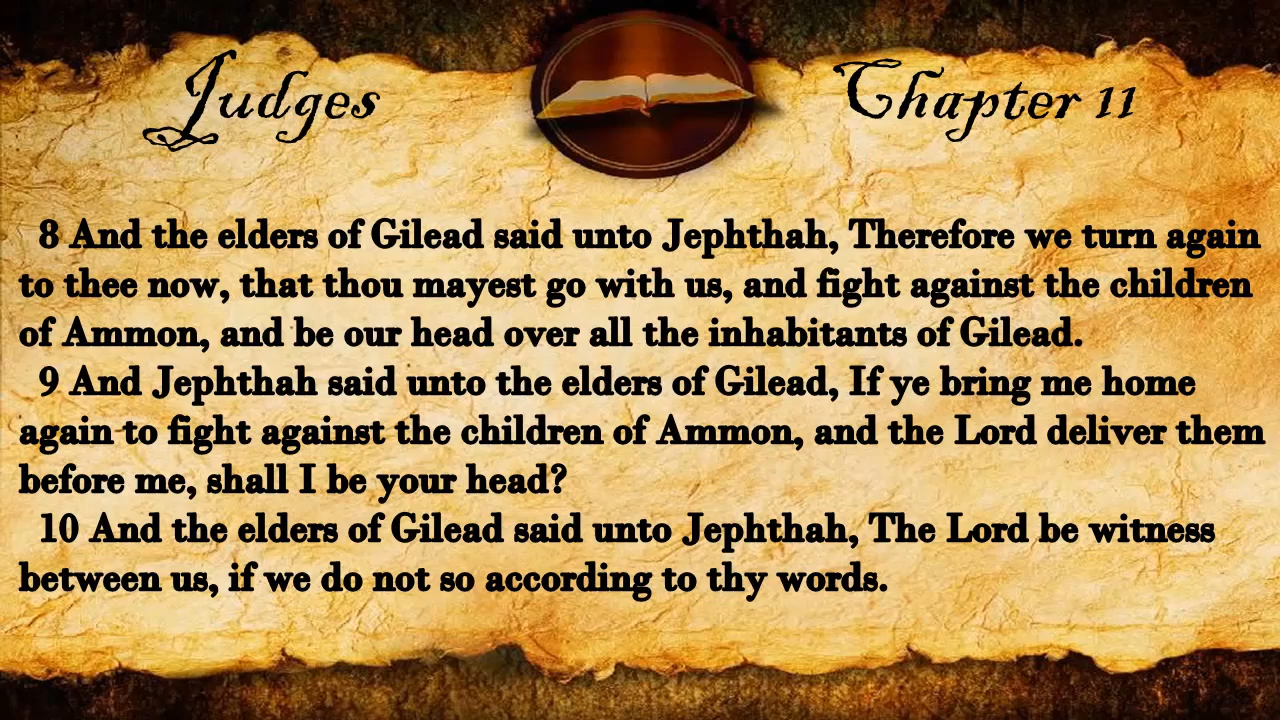 Judges
Chapter 11
8 And the elders of Gilead said unto Jephthah, Therefore we turn again
to thee now, that thou mayest go with us, and fight against the children
of Ammon, and be our head over all the inhabitants of Gilead.
9 And Jephthah said unto the elders of Gilead, If ye bring me home
again to fight against the children of Ammon, and the Lord deliver them
before me, shall I be your head?
10 And the elders of Gilead said unto Jephthah, The Lord be witness
between us, if we do not so according to thy words.